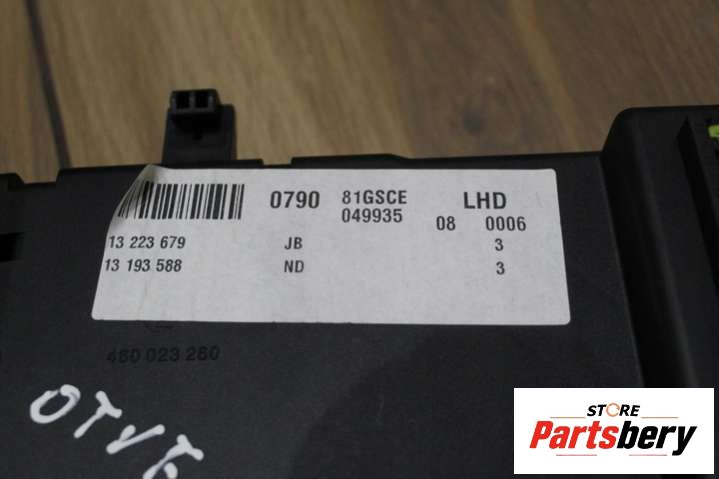 0790 81GSCE LHD
049935 08 0006
13 223 679 JB 3
13 193 588 ND 3
460 023 260
STORE
Partsbery